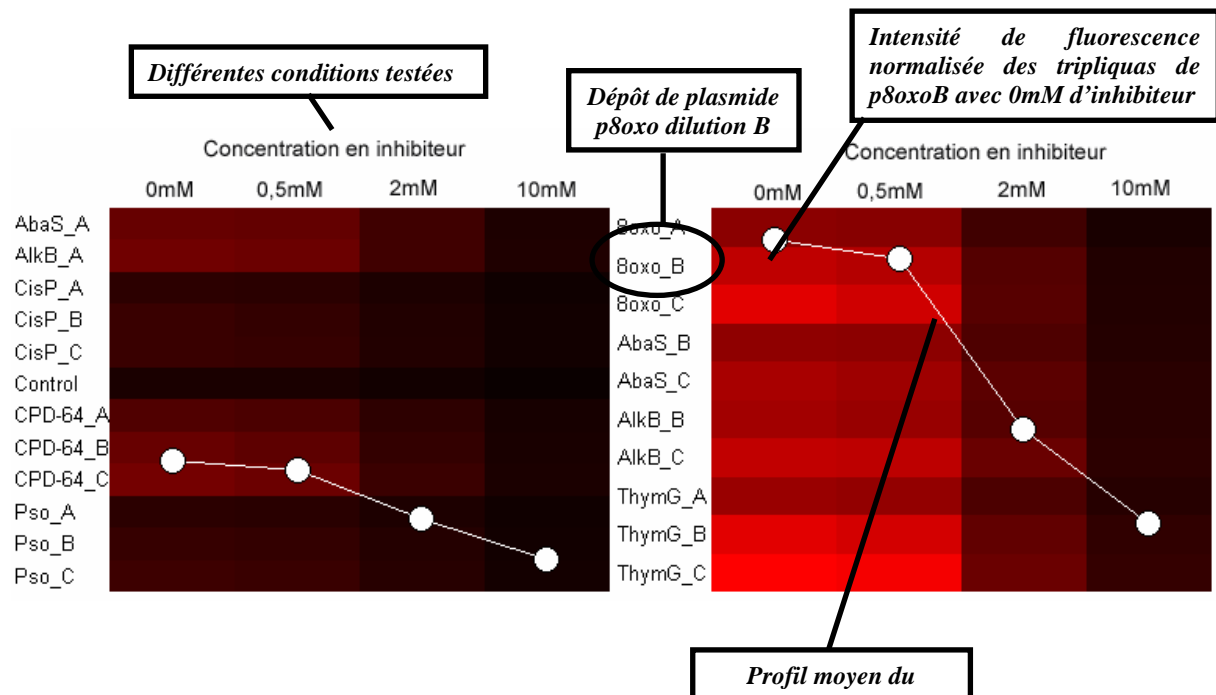 Différentes conditions testées
Dépôt de plasmide
p8oxo dilution B
Intensité de fluorescence
normalisée des tripliquas de
p8oxoB avec 0mM d'inhibiteur
Concentration en inhibiteur
0mM 0,5mM 2mM 10mM
AbaS_A
AlkB_A
CisP_A
CisP_B
CisP_C
Control
CPD-64_A
CPD-64_B
CPD-64_C
Pso_A
Pso_B
Pso_C
Concentration en inhibiteur
0mM 0,5mM 2mM 10mM
8oxo_A
8oxo_B
8oxo_C
AbaS_B
AbaS_C
AlkB_B
AlkB_C
ThymG_A
ThymG_B
ThymG_C
Profil moyen du